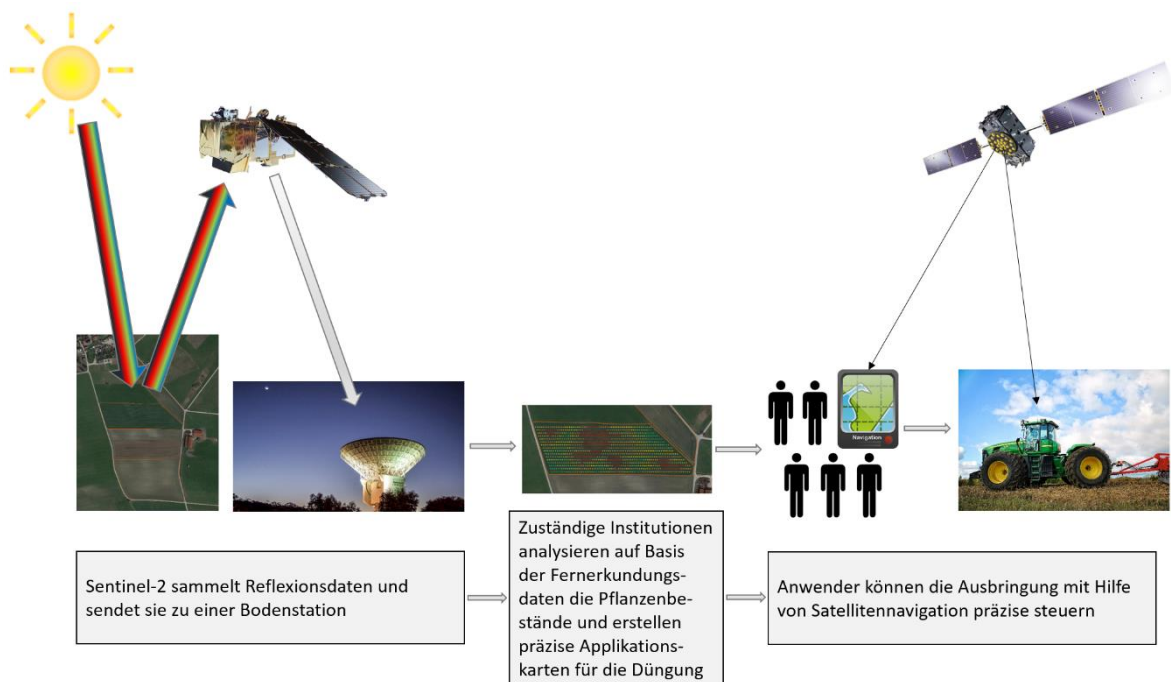 Navigation
Sentinel-2 sammelt Reflexionsdaten und
sendet sie zu einer Bodenstation
Zuständige Institutionen
analysieren auf Basis
der Fernerkundungs-
daten die Pflanzenbe-
stände und erstellen
präzise Applikations-
karten für die Düngung
Anwender können die Ausbringung mit Hilfe
von Satellitennavigation präzise steuern